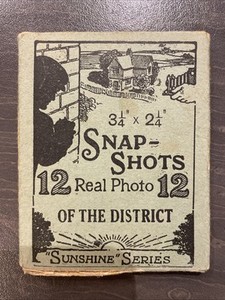 3¼" x 2¼"
SNAP-
SHOTS
12 Real Photo 12
OF THE DISTRICT
"SUNSHINE" SERIES